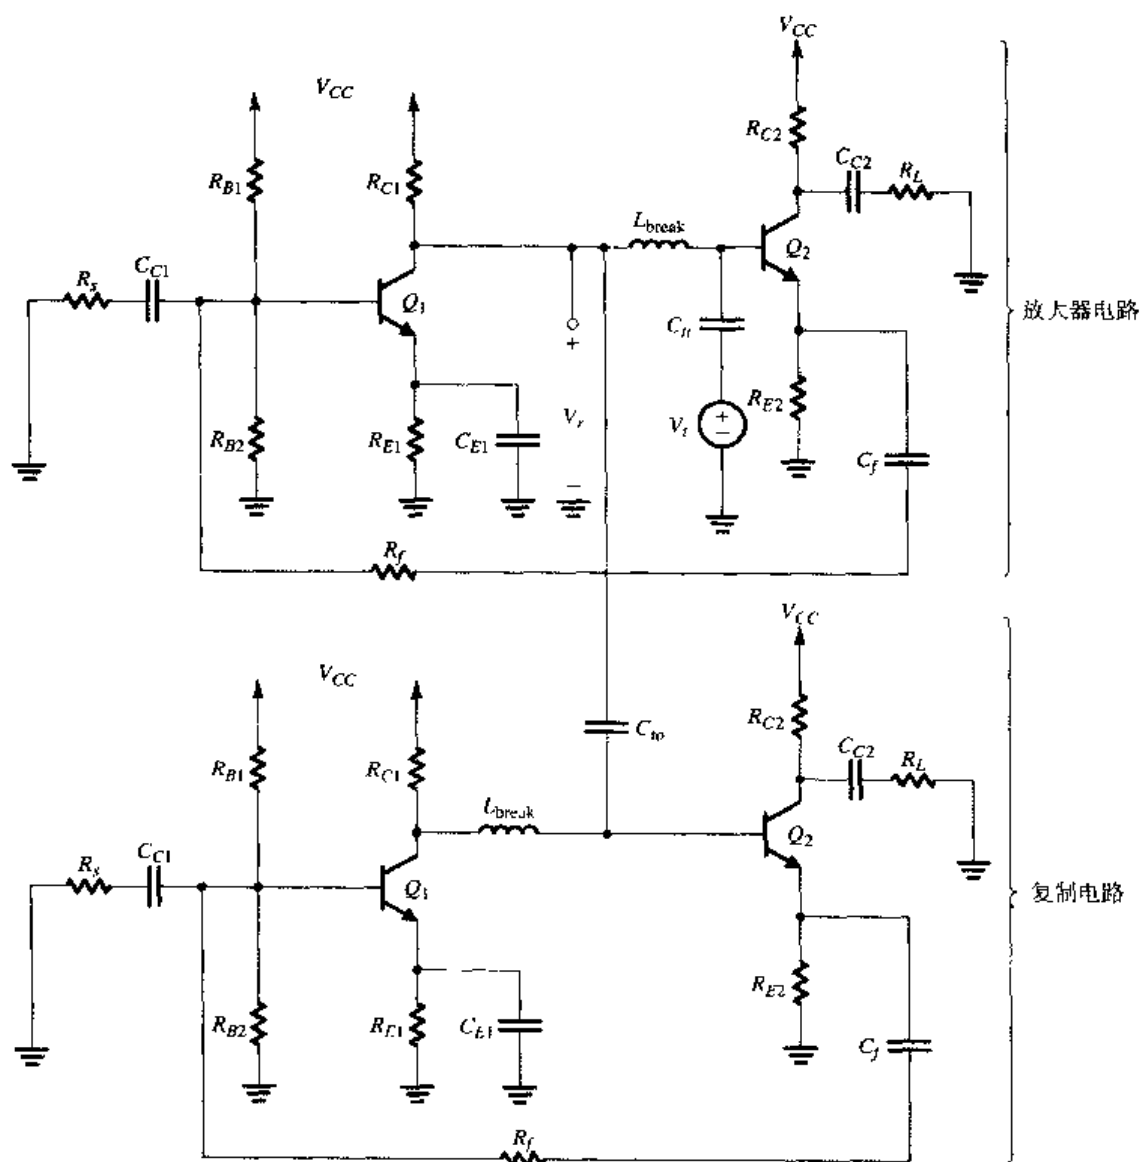 V_CC
V_CC
R_C2
R_B1
R_C1
C_C2
R_L
L_break
Q_2
R_s
C_C1
Q_1
C_tt
放大器电路
+
R_B2
R_E1
C_E1
V_r
V_t
+
−
R_E2
C_f
−
R_f
V_CC
V_CC
R_C2
C_to
R_B1
R_C1
C_C2
R_L
L_break
Q_2
R_s
C_C1
Q_1
复制电路
R_B2
R_E1
C_E1
R_E2
C_f
R_f